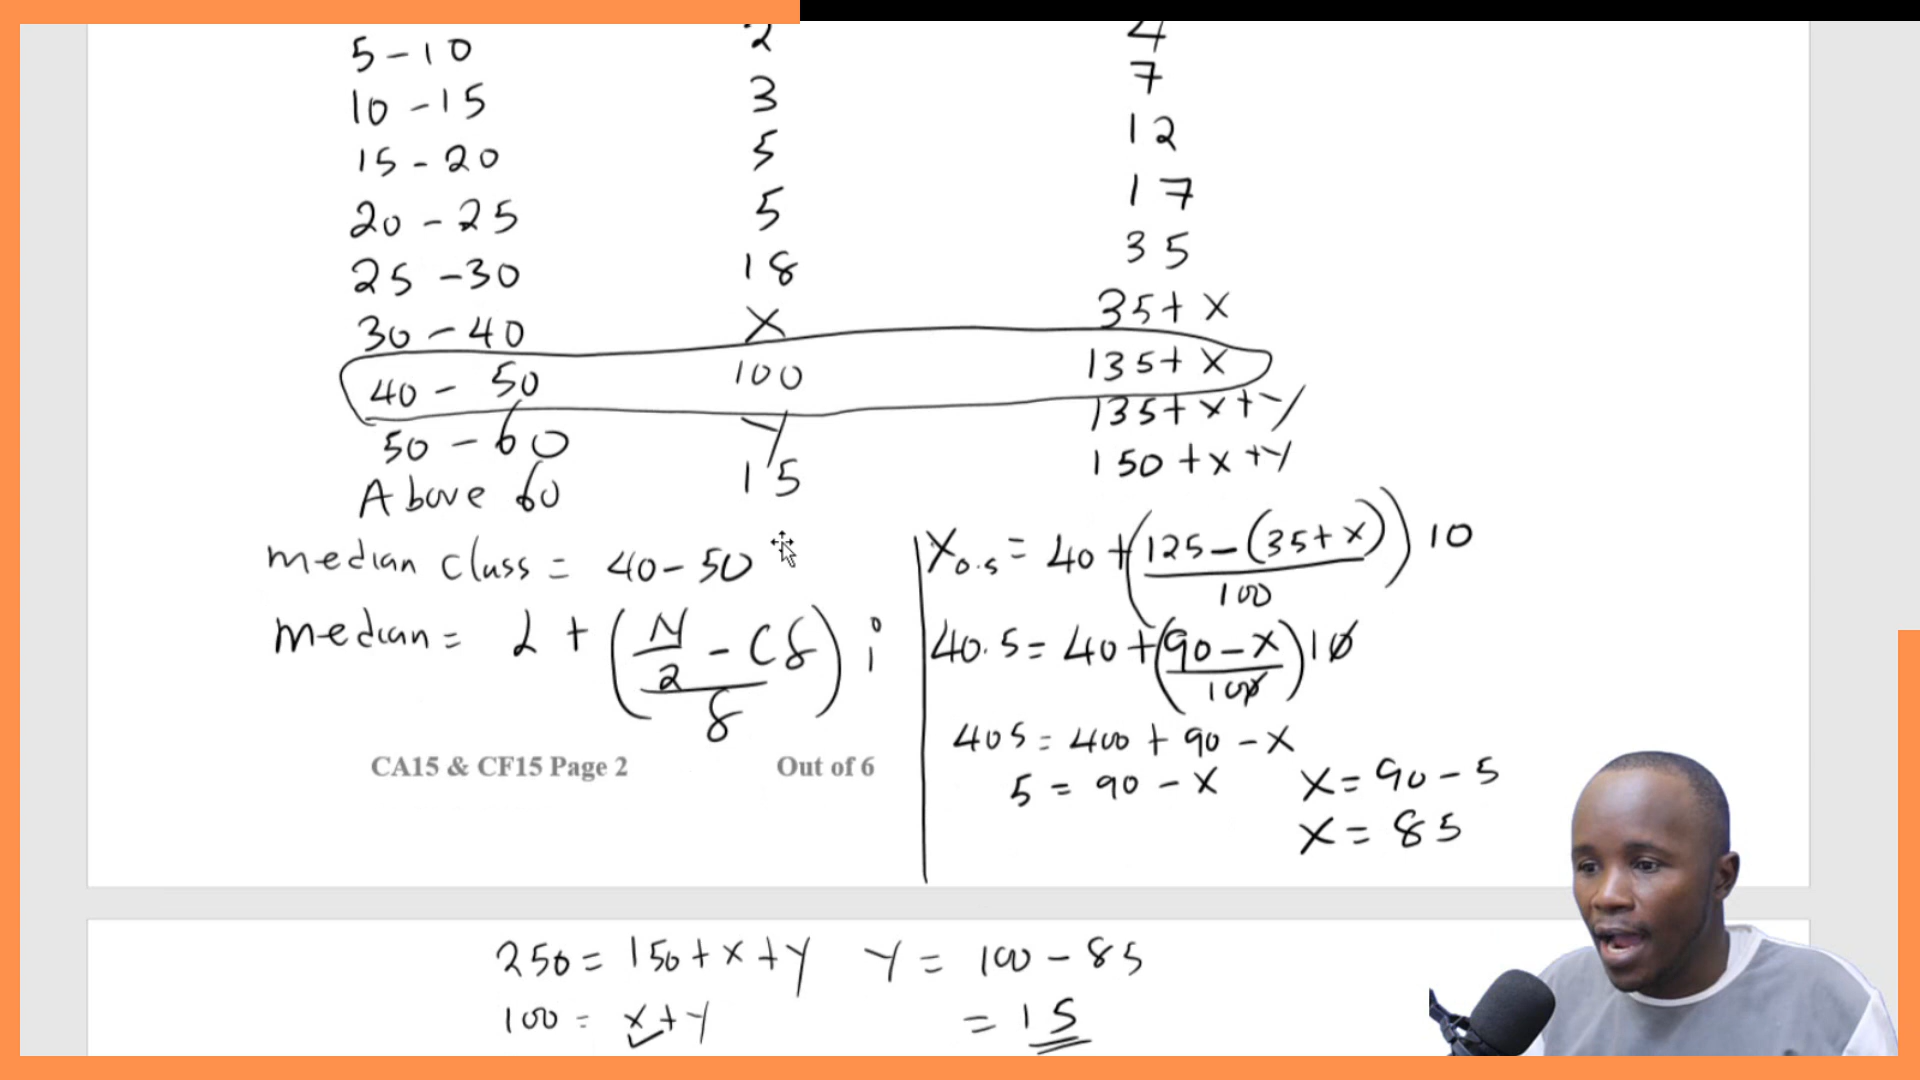 2 4
5 - 10 7
10 - 15 3 12
15 - 20 5 17
20 - 25 5 35
25 - 30 18 35 + x
30 - 40 x 135 + x
40 - 50 100 135 + x + y
50 - 60 y 150 + x + y
Above 60 15
median class = 40 - 50
median = L + (N/2 - Cf / f) i
X0.5 = 40 + (125 - (35 + x) / 100) 10
40.5 = 40 + (90 - x / 100) 10
405 = 400 + 90 - x
5 = 90 - x x = 90 - 5
x = 85
CA15 & CF15 Page 2 Out of 6
250 = 150 + x + y y = 100 - 85
100 = x + y = 15